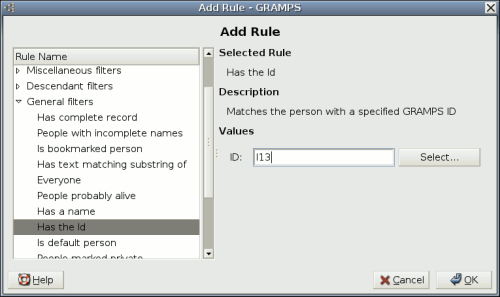 Add Rule - GRAMPS
Add Rule
Rule Name
Miscellaneous filters
Descendant filters
General filters
Has complete record
People with incomplete names
Is bookmarked person
Has text matching substring of
Everyone
People probably alive
Has a name
Has the Id
Is default person
People marked private
Selected Rule
Has the Id
Description
Matches the person with a specified GRAMPS ID
Values
ID: I13 Select...
Help Cancel OK